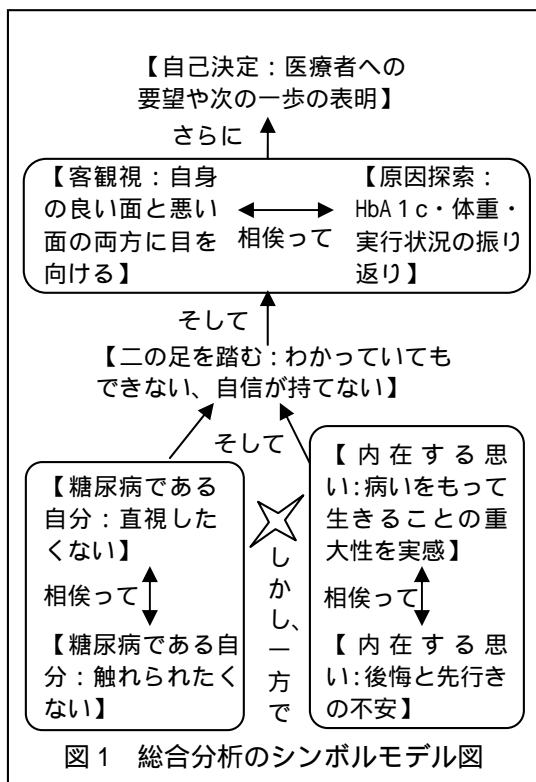 【自己決定：医療者への
要望や次の一歩の表明】
さらに
【客観視：自身
の良い面と悪い
面の両方に目を
向ける】
相俟って
【原因探索：
HbA1c・体重・
実行状況の振り
返り】
そして
【二の足を踏む：わかっていても
できない、自信が持てない】
そして
【糖尿病である
自分：直視した
くない】
相俟って
【糖尿病である自
分：触れられたく
ない】
しかし、一方で
【内在する思
い:病いをもって
生きることの重
大性を実感】
相俟って
【内在する思
い:後悔と先行き
の不安】
図1　総合分析のシンボルモデル図